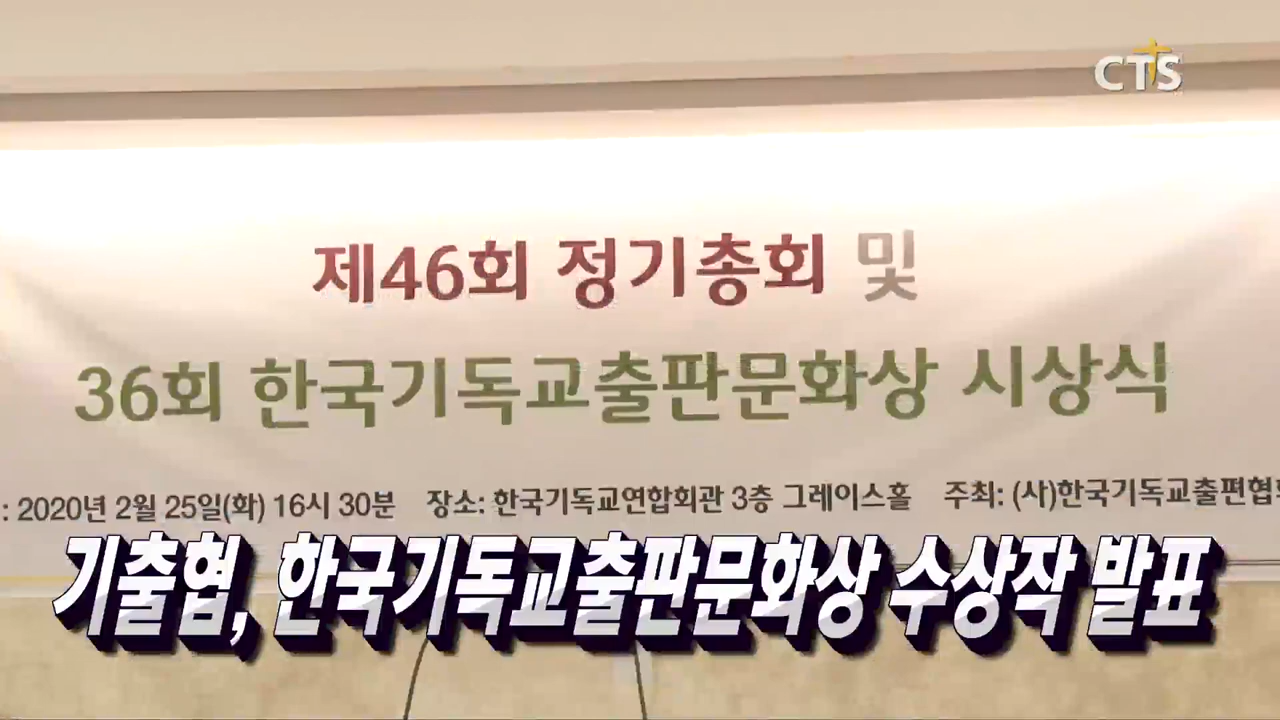 CTS
제46회 정기총회 및
36회 한국기독교출판문화상 시상식
: 2020년 2월 25일(화) 16시 30분 장소: 한국기독교연합회관 3층 그레이스홀 주최: (사)한국기독교출편협회
기출협, 한국기독교출판문화상 수상작 발표